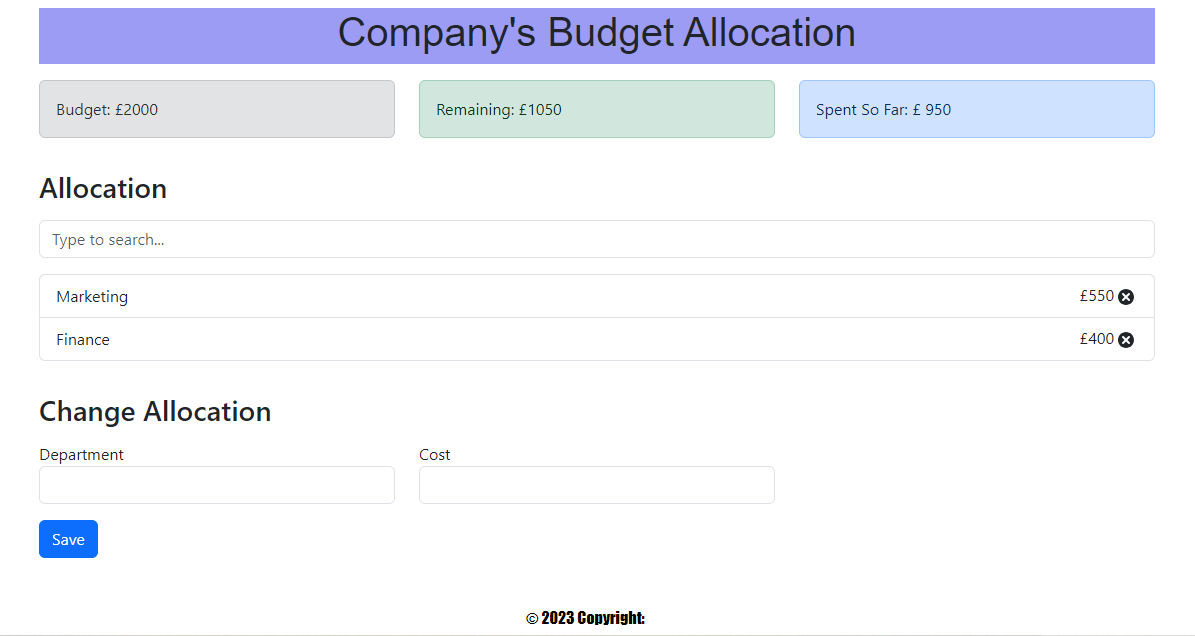 Company's Budget Allocation
Budget: £2000
Remaining: £1050
Spent So Far: £ 950
Allocation
Type to search...
Marketing £550
Finance £400
Change Allocation
Department Cost
Save
© 2023 Copyright: